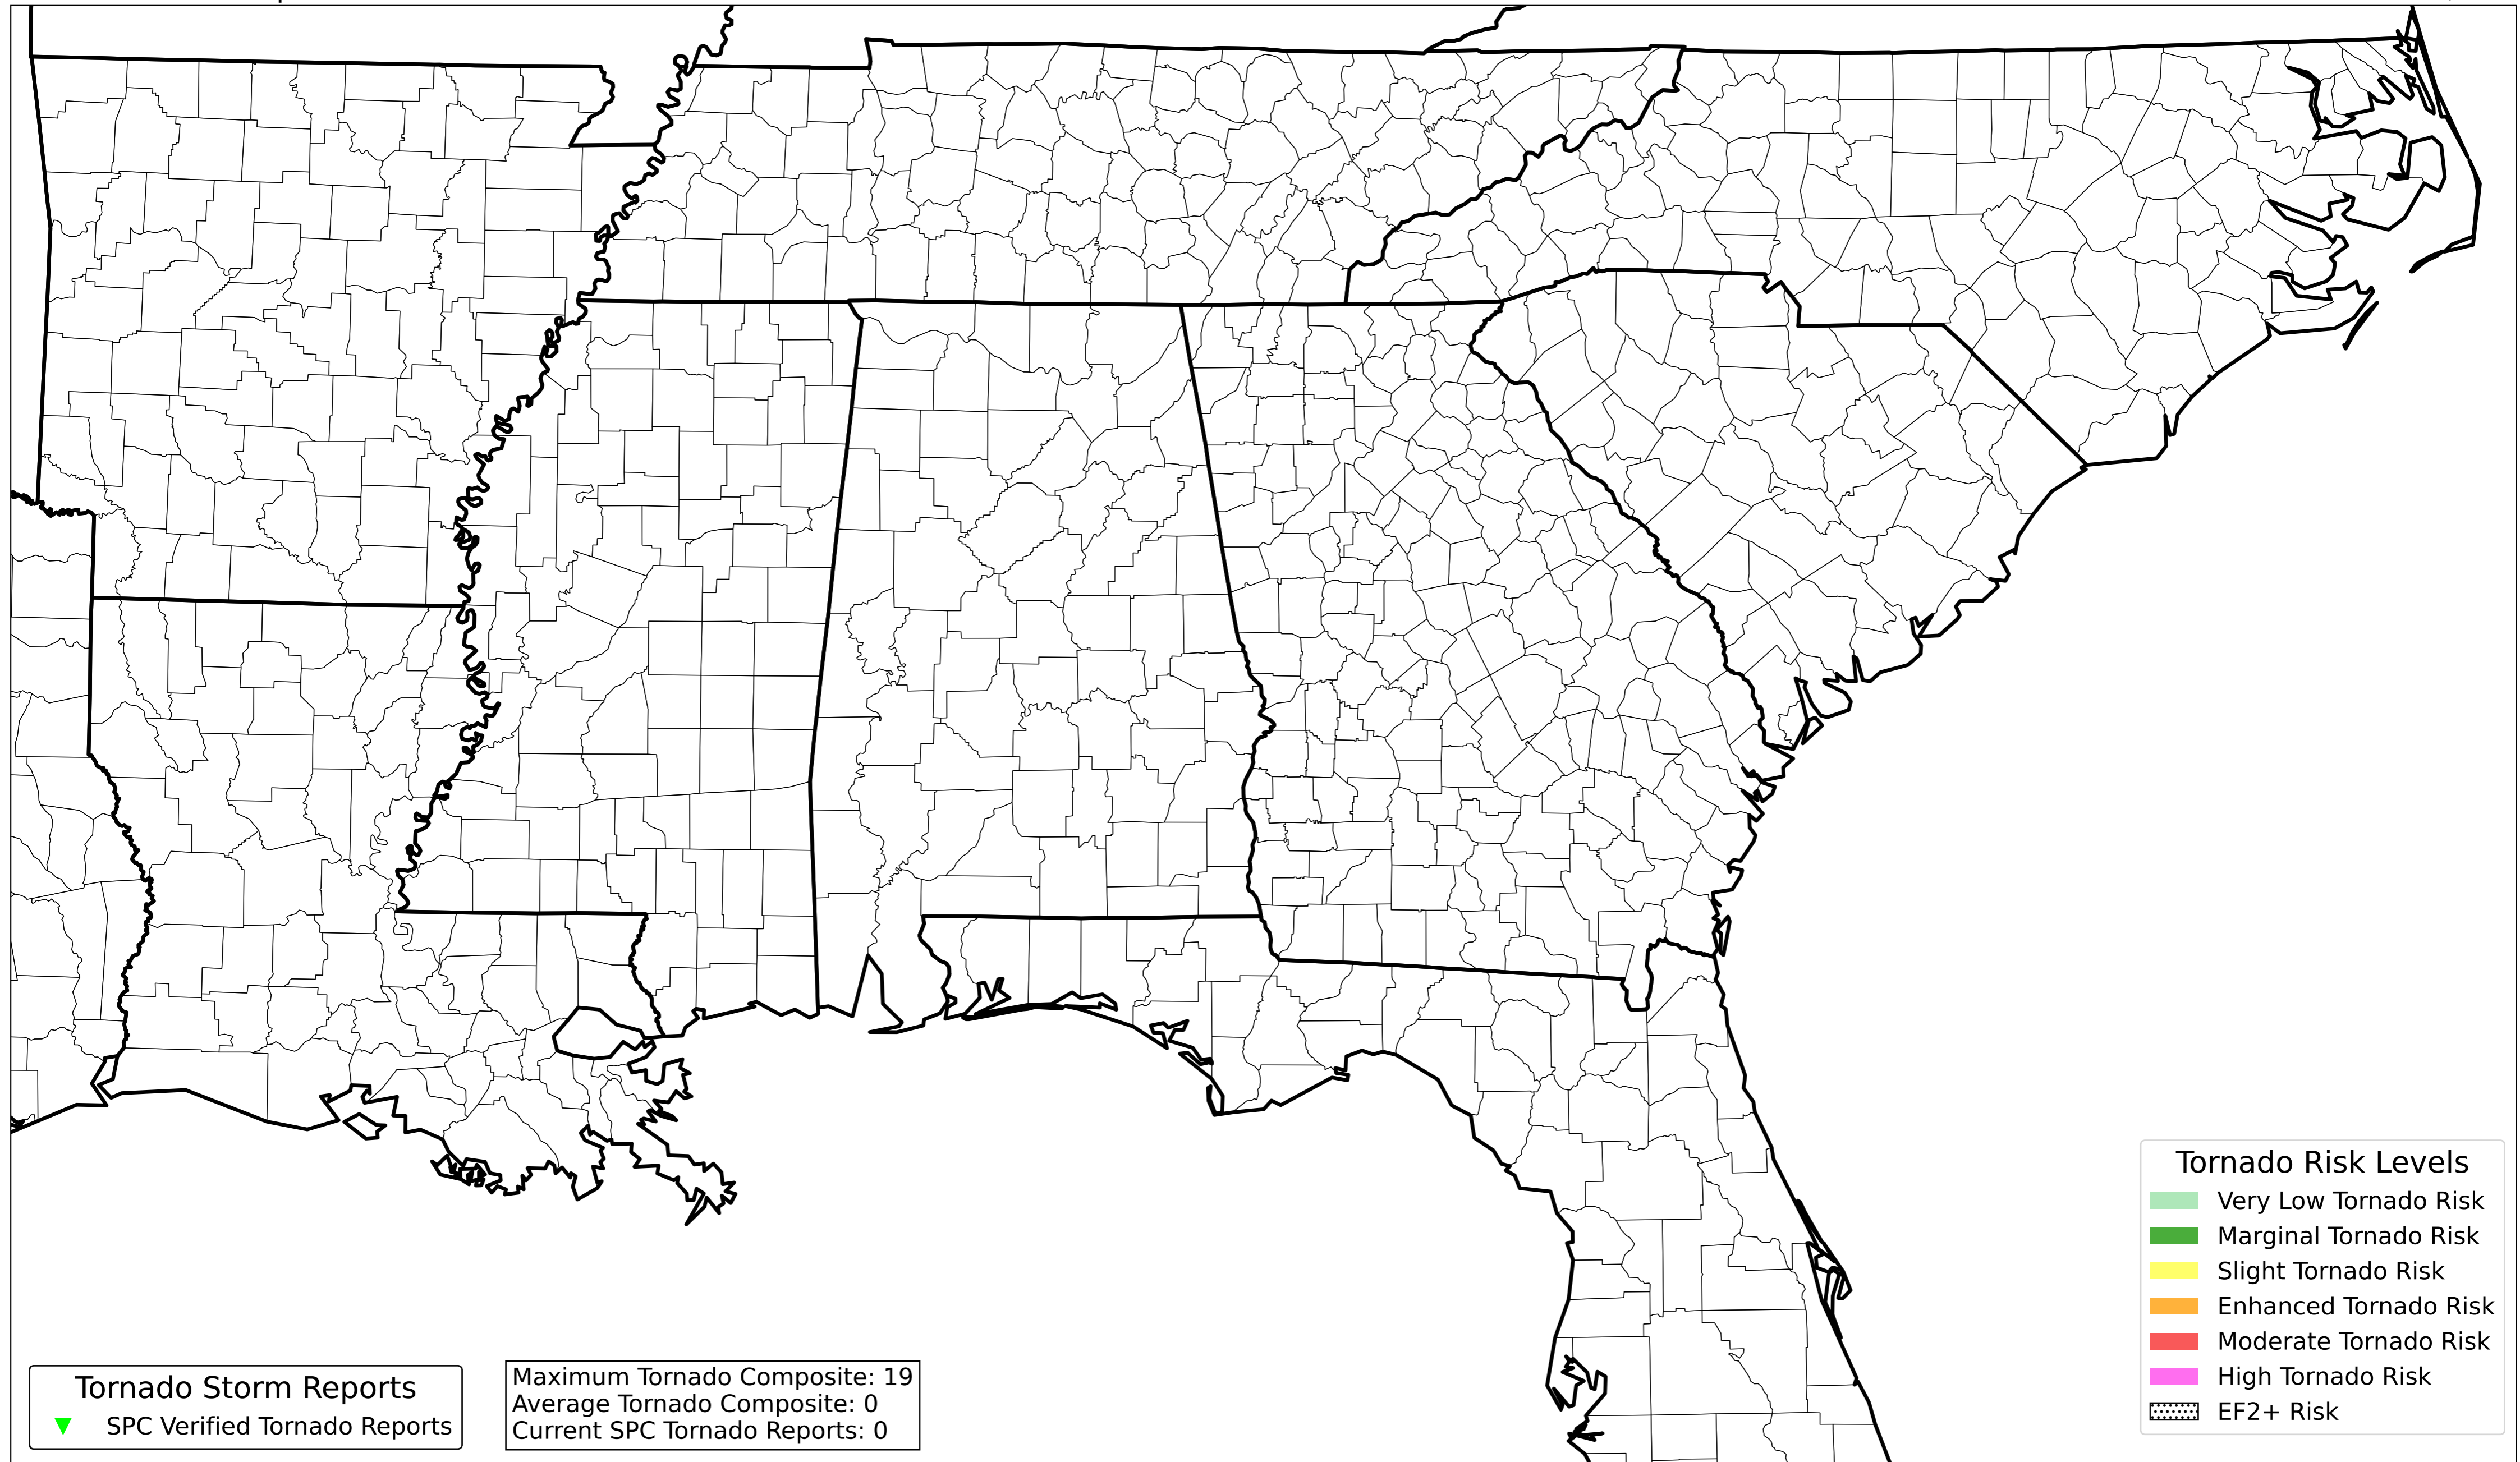 Tornado Storm Reports
SPC Verified Tornado Reports
Maximum Tornado Composite: 19
Average Tornado Composite: 0
Current SPC Tornado Reports: 0
Tornado Risk Levels
Very Low Tornado Risk
Marginal Tornado Risk
Slight Tornado Risk
Enhanced Tornado Risk
Moderate Tornado Risk
High Tornado Risk
EF2+ Risk